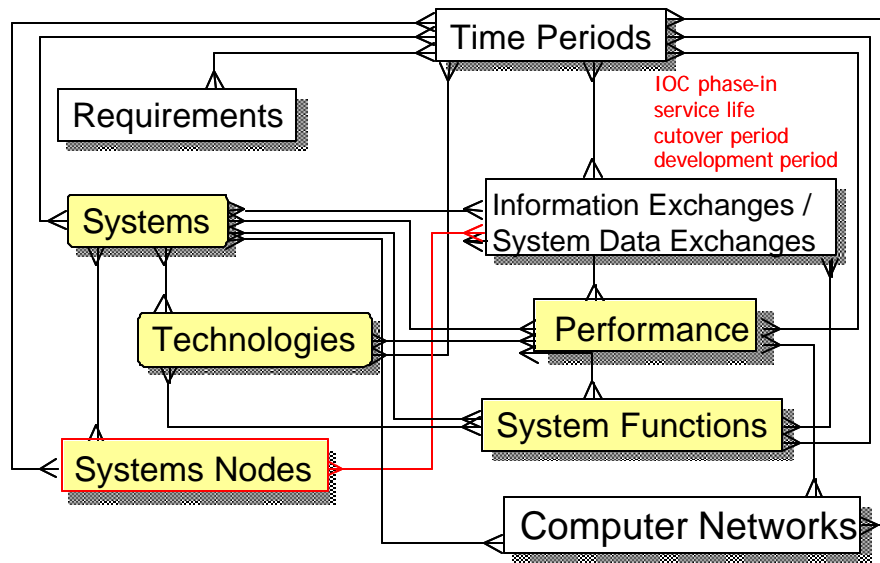 Time Periods
IOC phase-in
service life
cutover period
development period
Requirements
Systems
Information Exchanges /
System Data Exchanges
Technologies
Performance
System Functions
Systems Nodes
Computer Networks